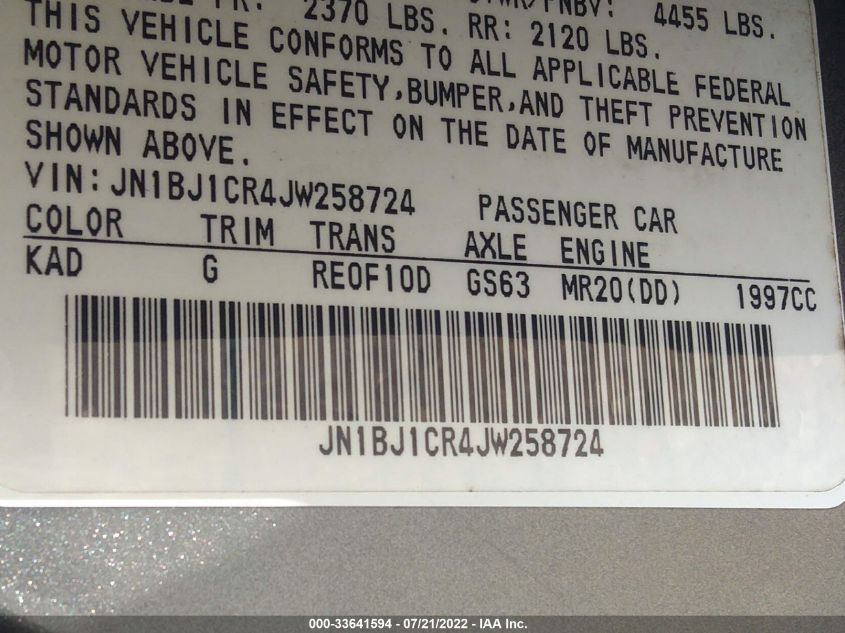 FR: 2370 LBS. RR: 2120 LBS. 4455 LBS.
THIS VEHICLE CONFORMS TO ALL APPLICABLE FEDERAL
MOTOR VEHICLE SAFETY,BUMPER,AND THEFT PREVENTION
STANDARDS IN EFFECT ON THE DATE OF MANUFACTURE
SHOWN ABOVE.
VIN:JN1BJ1CR4JW258724 PASSENGER CAR
COLOR TRIM TRANS AXLE ENGINE
KAD G RE0F10D GS63 MR20(DD) 1997CC
JN1BJ1CR4JW258724
000-33641594 - 07/21/2022 - IAA Inc.